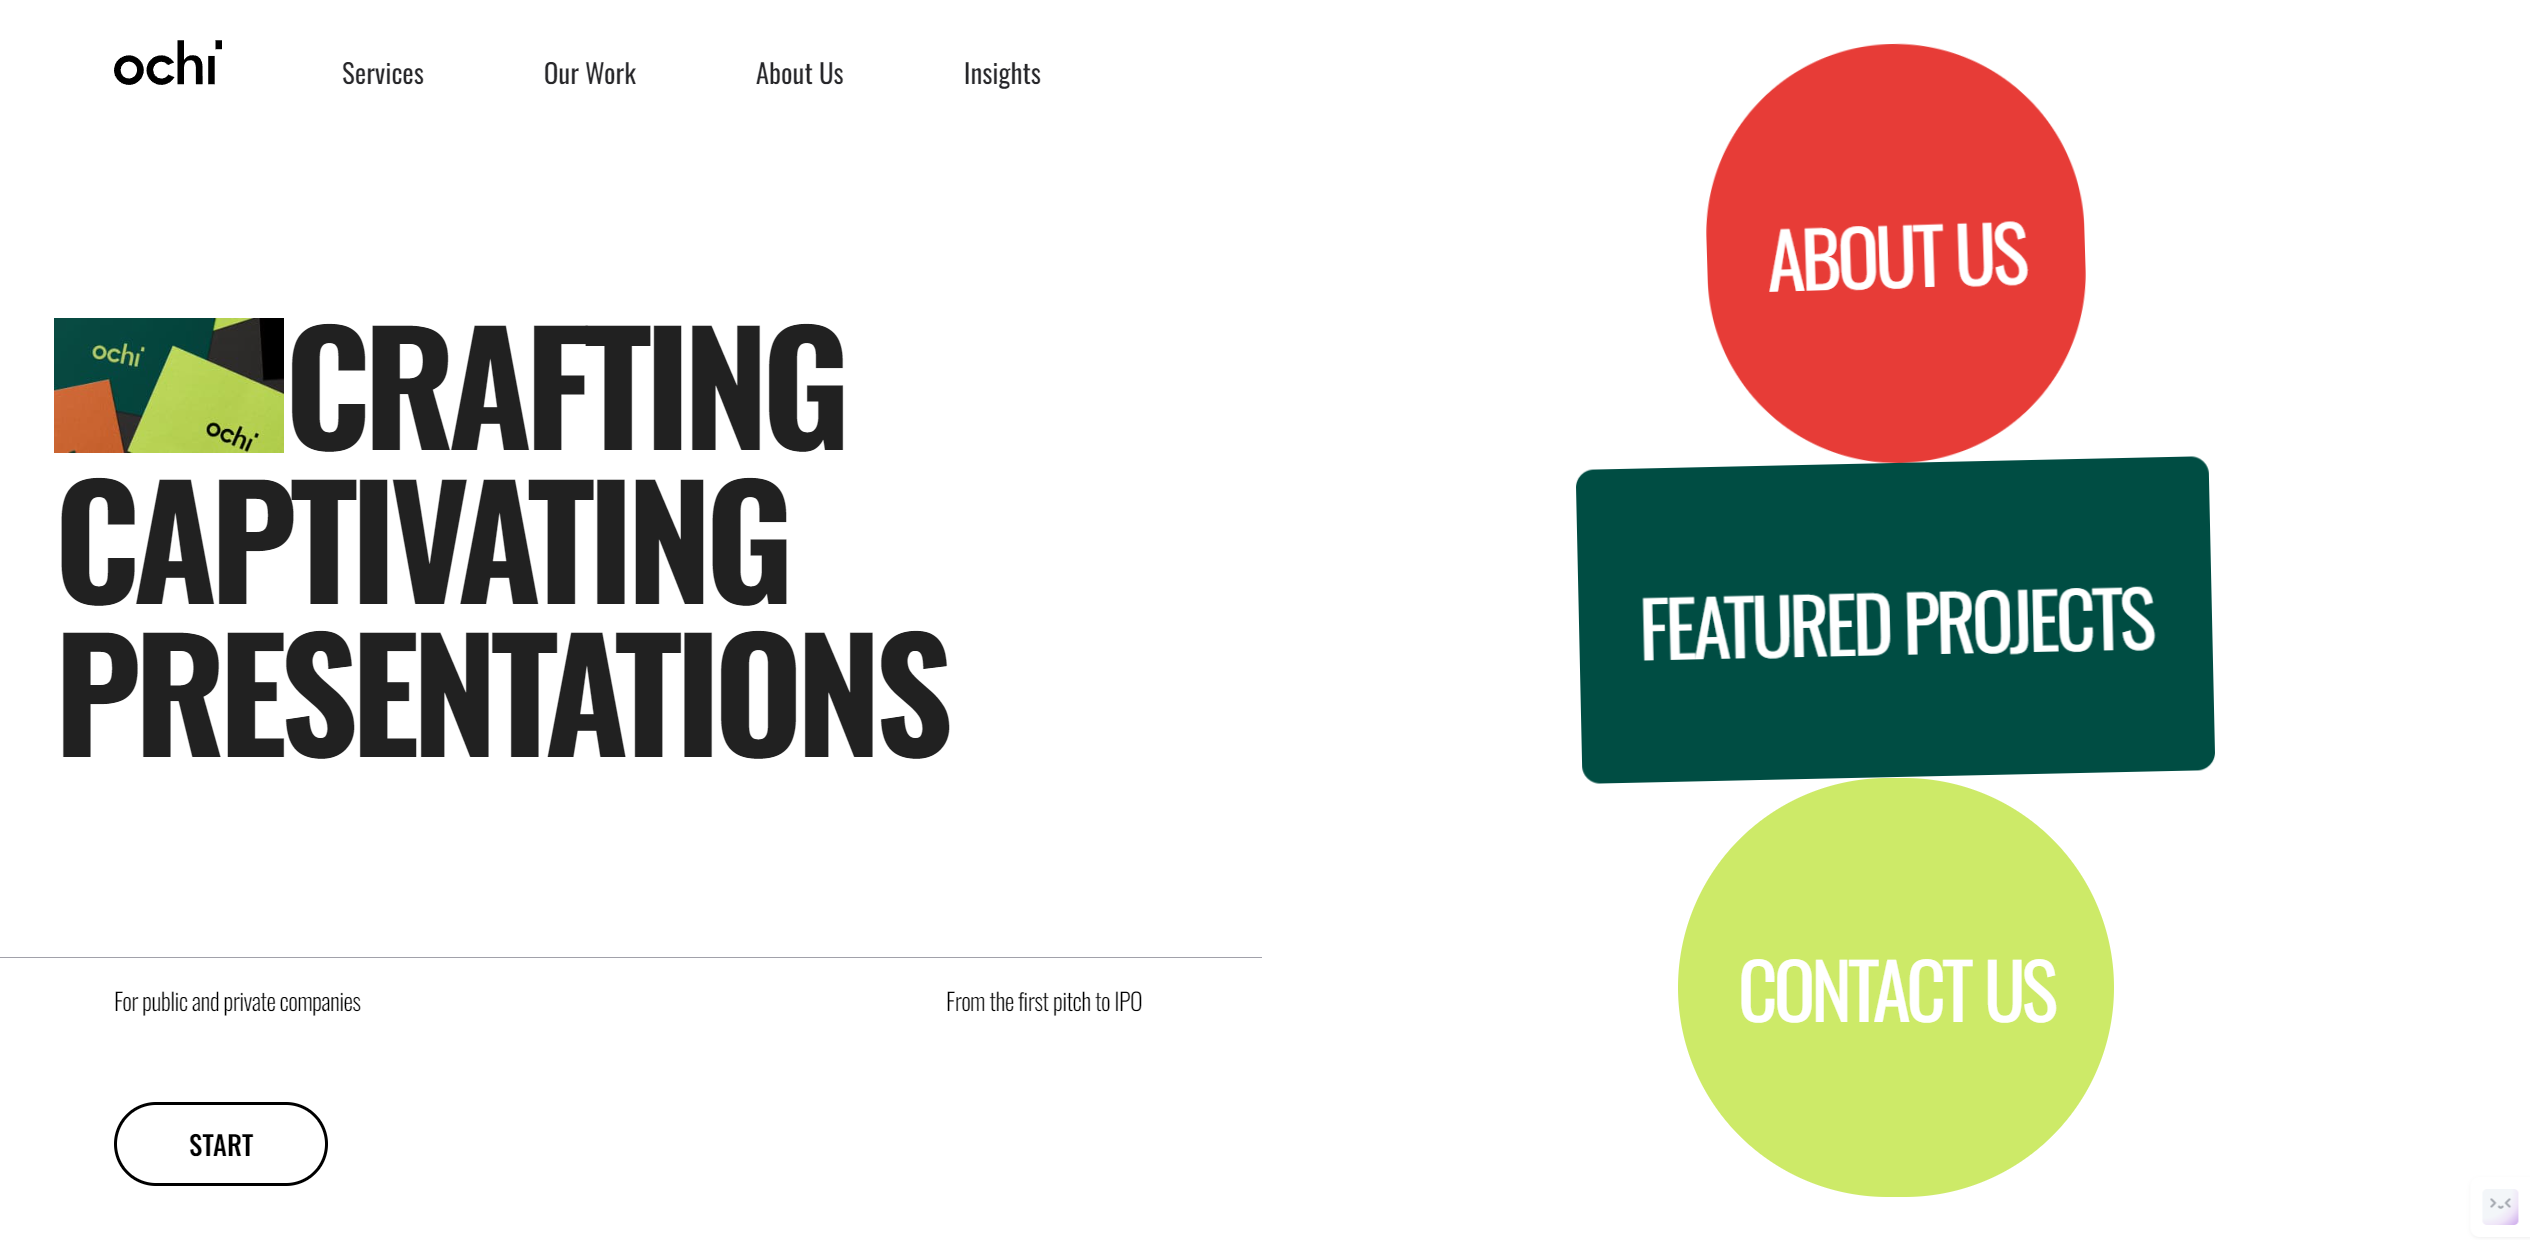 ochi
Services
Our Work
About Us
Insights
ochi
ochi
CRAFTING
CAPTIVATING
PRESENTATIONS
For public and private companies
From the first pitch to IPO
START
ABOUT US
FEATURED PROJECTS
CONTACT US